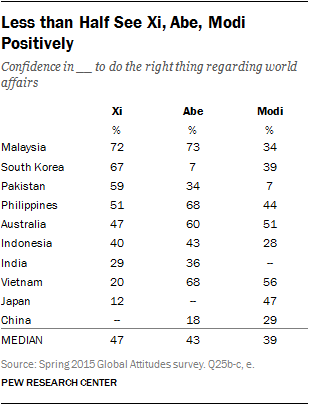 Less than Half See Xi, Abe, Modi
Positively
Confidence in __ to do the right thing regarding world
affairs
Xi Abe Modi
% % %
Malaysia 72 73 34
South Korea 67 7 39
Pakistan 59 34 7
Philippines 51 68 44
Australia 47 60 51
Indonesia 40 43 28
India 29 36 --
Vietnam 20 68 56
Japan 12 -- 47
China -- 18 29
MEDIAN 47 43 39
Source: Spring 2015 Global Attitudes survey. Q25b-c, e.
PEW RESEARCH CENTER